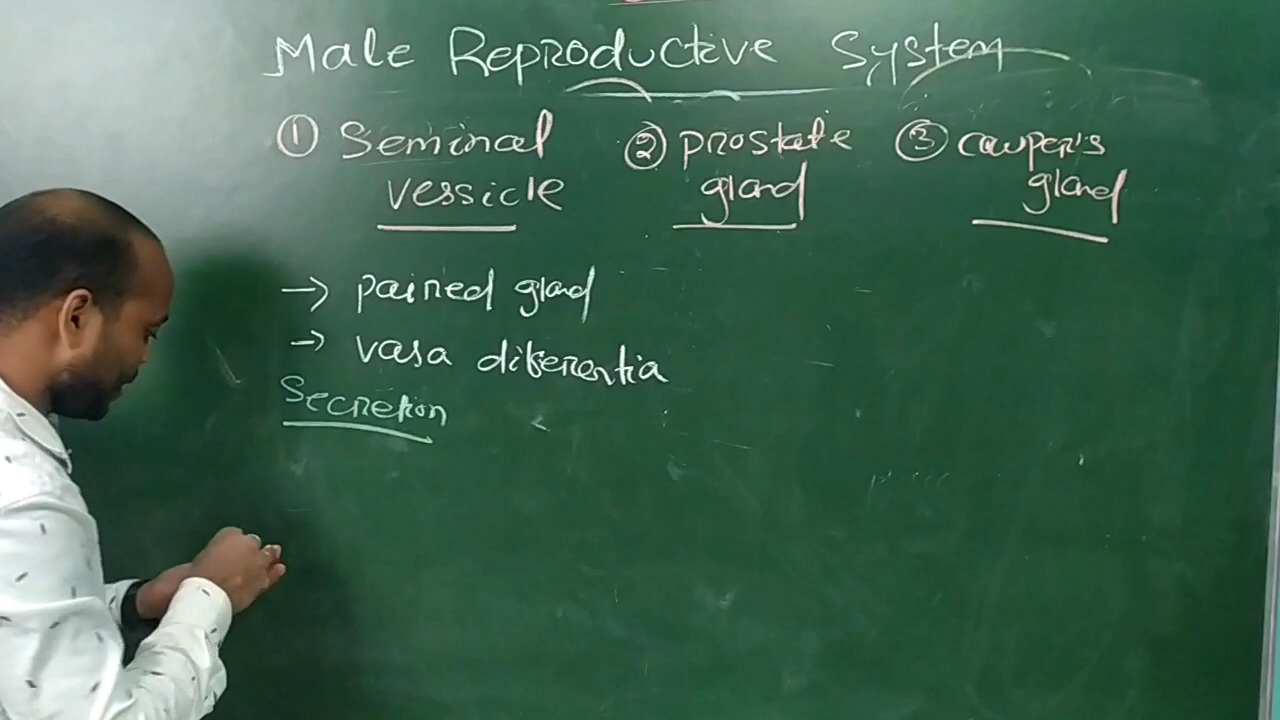 Male Reproductive System
① Seminal vessicle
② prostate gland
③ cowper's gland
→ paired gland
→ vasa diferentia
Secretion